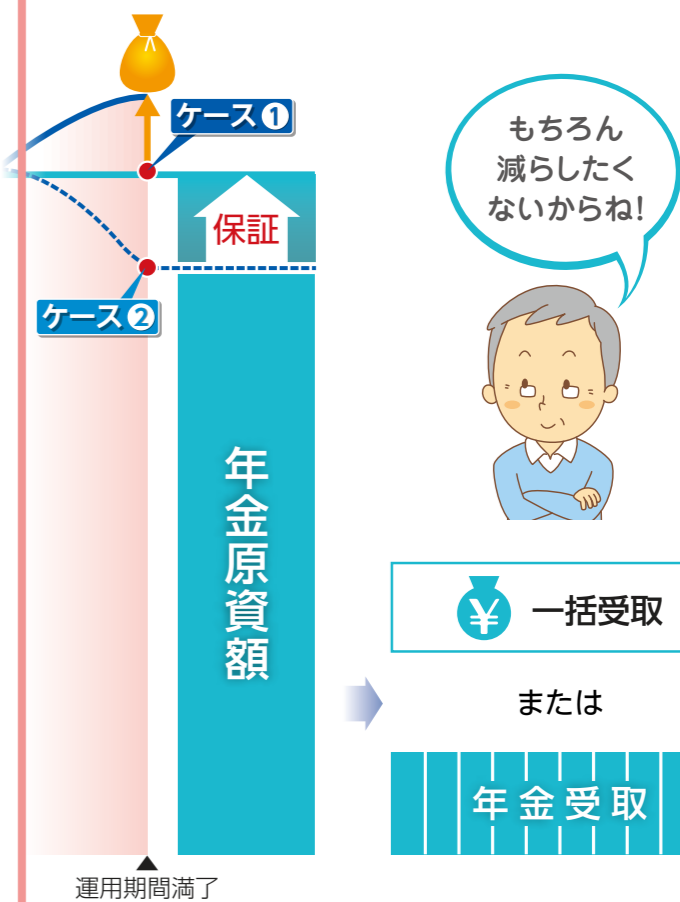 ケース❶
保証
ケース❷
年金原資額
運用期間満了
もちろん
減らしたく
ないからね!
¥ 一括受取
または
年金受取